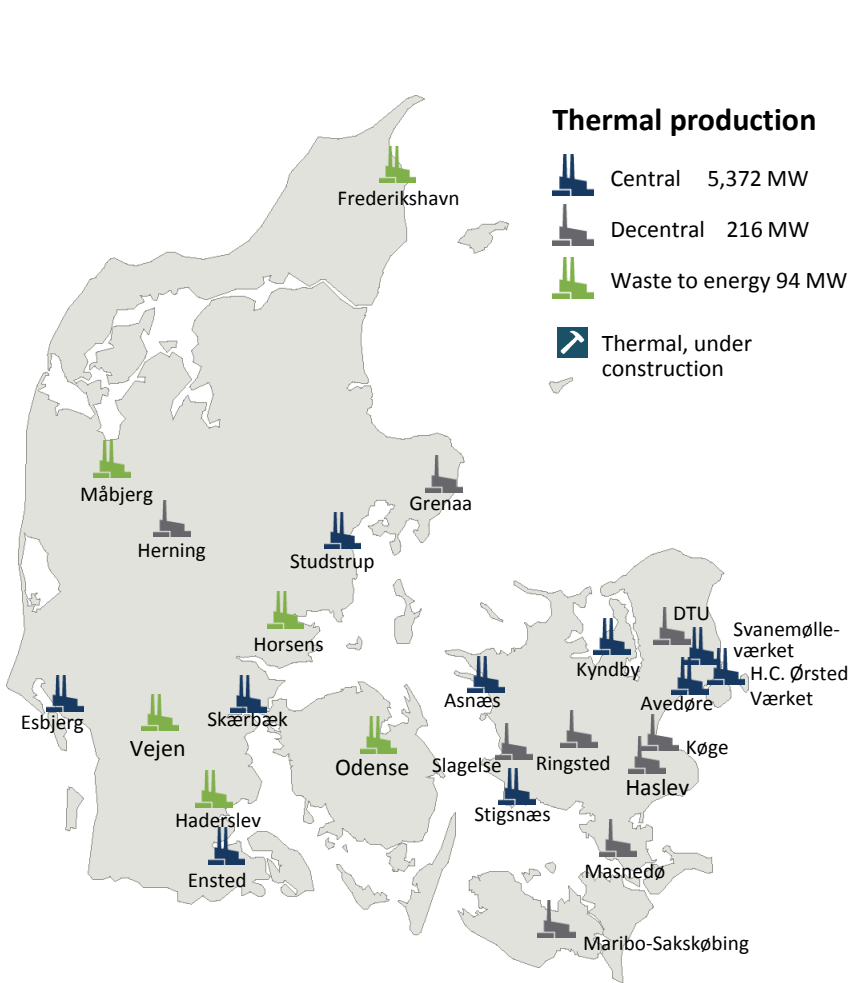 Thermal production
Central 5,372 MW
Decentral 216 MW
Waste to energy 94 MW
Thermal, under
construction
Frederikshavn
Måbjerg
Grenaa
Herning
Studstrup
Horsens
DTU
Svanemølle-
værket
Kyndby
H.C. Ørsted
Værket
Asnæs
Avedøre
Esbjerg
Skærbæk
Vejen
Odense
Slagelse
Ringsted
Køge
Haslev
Haderslev
Stigsnæs
Ensted
Masnedø
Maribo-Sakskøbing